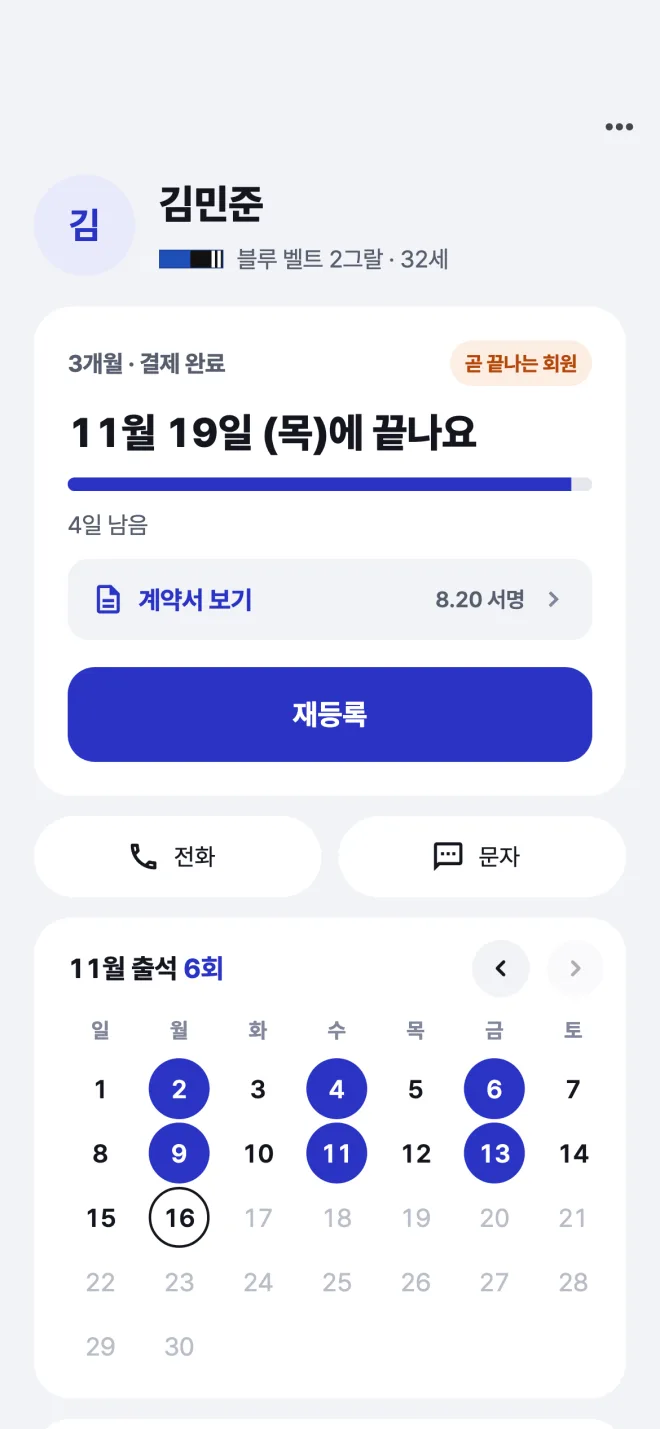 김
김민준
블루 벨트 2그랄 · 32세
3개월 · 결제 완료
곧 끝나는 회원
11월 19일 (목)에 끝나요
4일 남음
계약서 보기
8.20 서명
재등록
전화
문자
11월 출석 6회
일 월 화 수 목 금 토
1 2 3 4 5 6 7
8 9 10 11 12 13 14
15 16 17 18 19 20 21
22 23 24 25 26 27 28
29 30